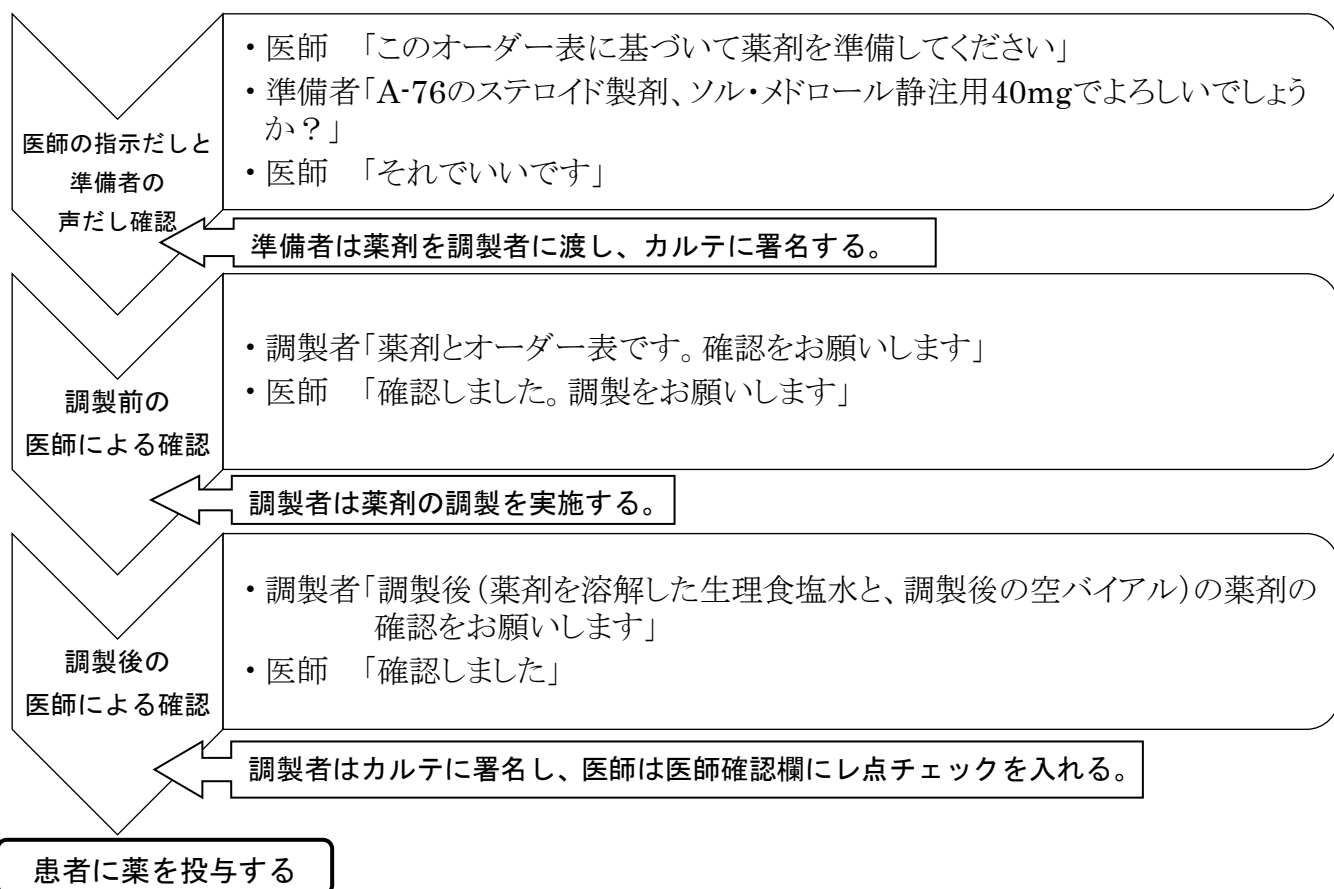 ・医師 「このオーダー表に基づいて薬剤を準備してください」
・準備者「A-76のステロイド製剤、ソル・メドロール静注用40mgでよろしいでしょう
か?」
・医師 「それでいいです」
医師の指示だしと
準備者の
声だし確認
準備者は薬剤を調製者に渡し、カルテに署名する。
・調製者「薬剤とオーダー表です。確認をお願いします」
・医師 「確認しました。調製をお願いします」
調製前の
医師による確認
調製者は薬剤の調製を実施する。
・調製者「調製後(薬剤を溶解した生理食塩水と、調製後の空バイアル)の薬剤の
確認をお願いします」
・医師 「確認しました」
調製後の
医師による確認
調製者はカルテに署名し、医師は医師確認欄にレ点チェックを入れる。
患者に薬を投与する